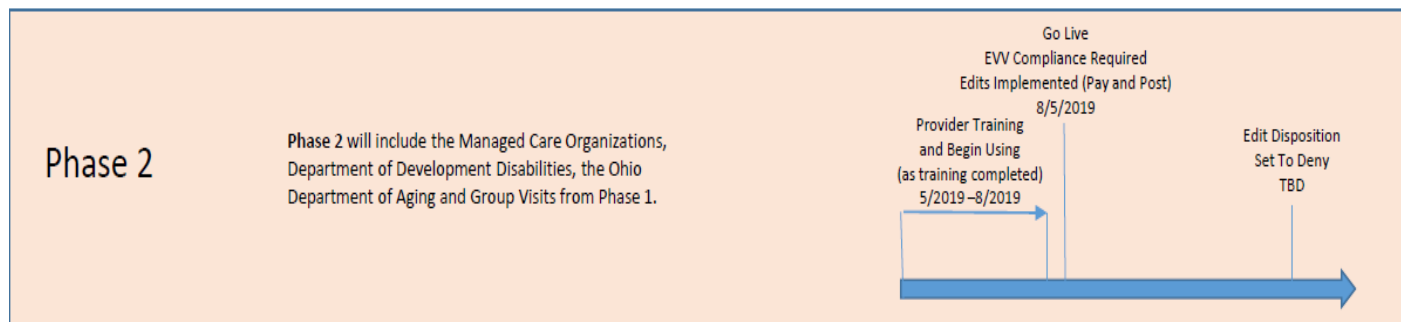 Phase 2
Phase 2 will include the Managed Care Organizations,
Department of Development Disabilities, the Ohio
Department of Aging and Group Visits from Phase 1.
Go Live
EVV Compliance Required
Edits Implemented (Pay and Post)
8/5/2019
Provider Training
and Begin Using
(as training completed)
5/2019 –8/2019
Edit Disposition
Set To Deny
TBD